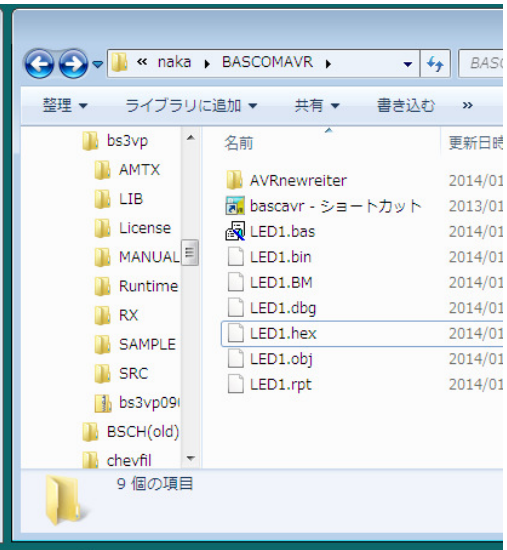 « naka ▸ BASCOMAVR ▸
BASC
整理 ▼ ライブラリに追加 ▼ 共有 ▼ 書き込む »
bs3vp
AMTX
LIB
License
MANUAL
Runtime
RX
SAMPLE
SRC
bs3vp09
BSCH(old)
chevfil
名前 更新日時
AVRnewreiter 2014/01
bascavr - ショートカット 2013/01
LED1.bas 2014/01
LED1.bin 2014/01
LED1.BM 2014/01
LED1.dbg 2014/01
LED1.hex 2014/01
LED1.obj 2014/01
LED1.rpt 2014/01
9 個の項目